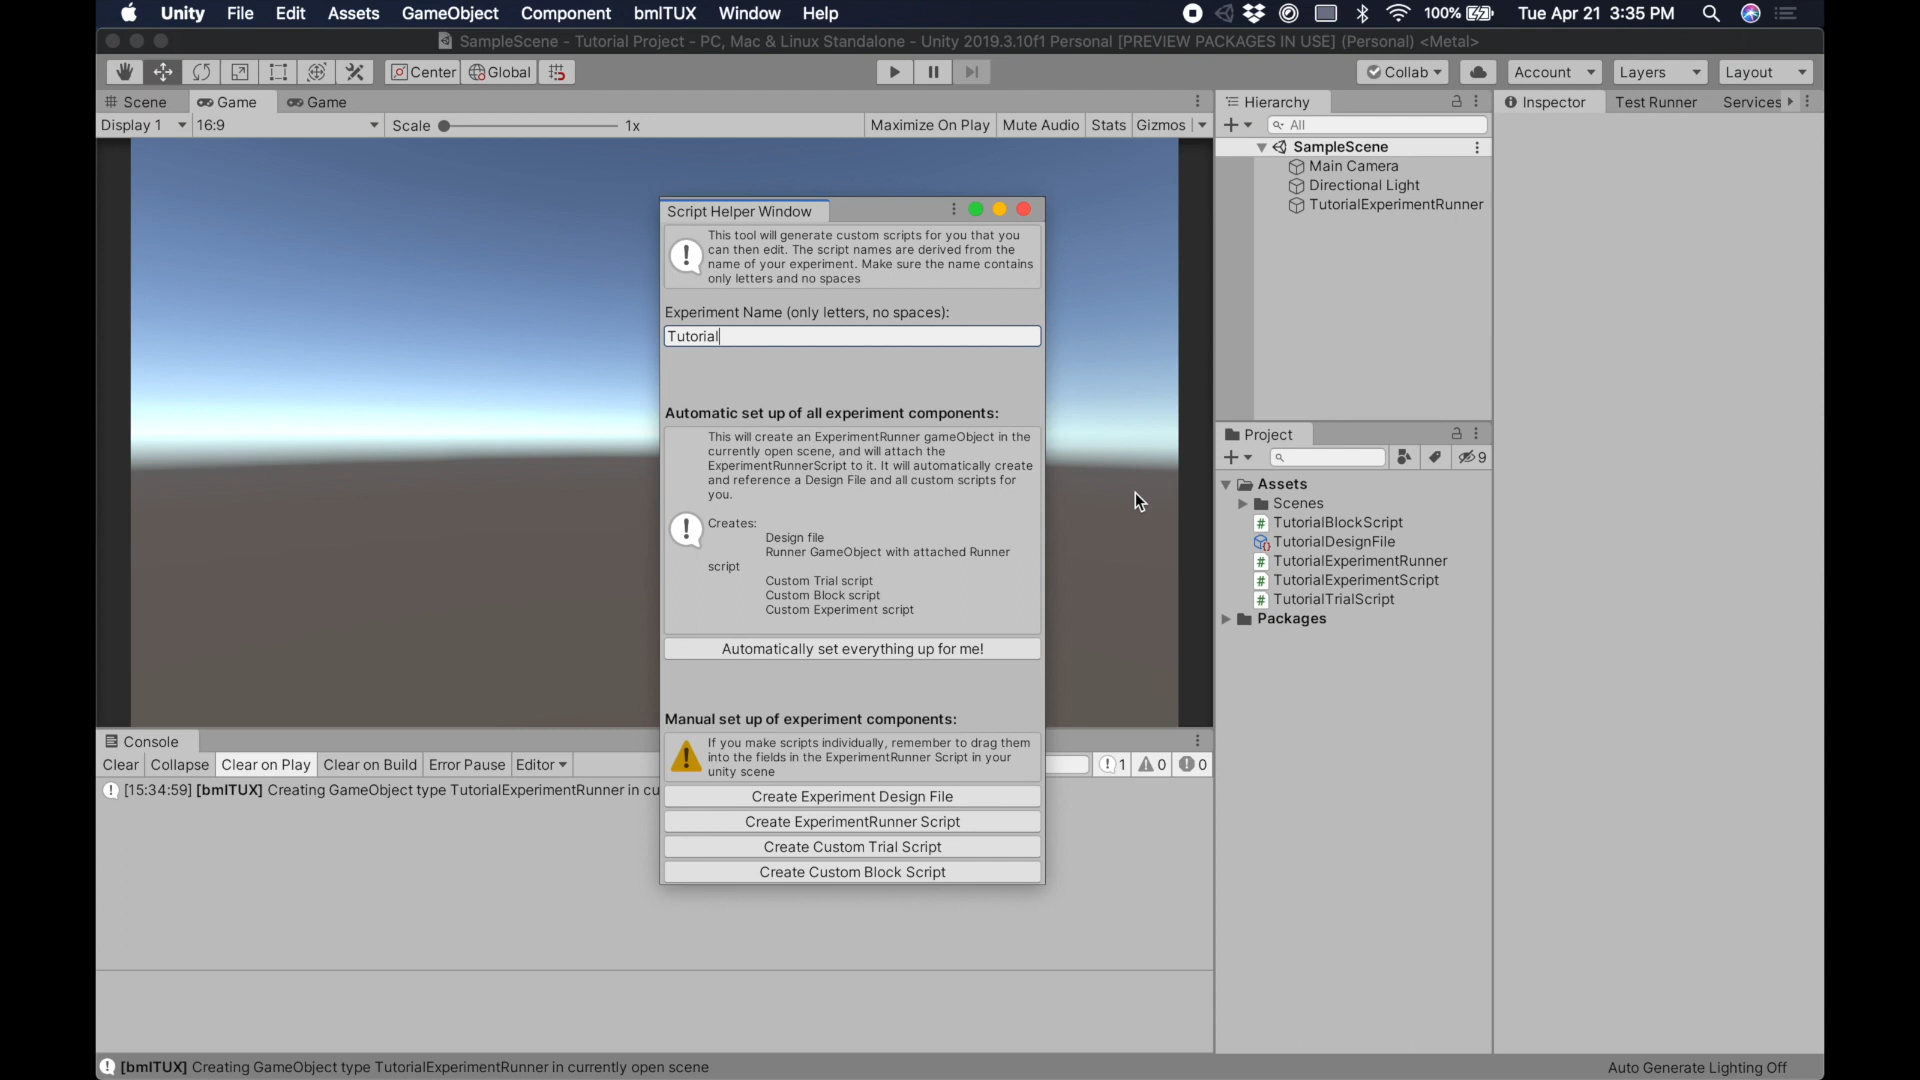 Unity File Edit Assets GameObject Component bmlTUX Window Help
100% Tue Apr 21 3:35 PM
SampleScene - Tutorial Project - PC, Mac & Linux Standalone - Unity 2019.3.10f1 Personal [PREVIEW PACKAGES IN USE] (Personal) <Metal>
Center Global Collab Account Layers Layout
Scene Game Game
Display 1 16:9 Scale 1x Maximize On Play Mute Audio Stats Gizmos
Script Helper Window
This tool will generate custom scripts for you that you
can then edit. The script names are derived from the
name of your experiment. Make sure the name contains
only letters and no spaces
Experiment Name (only letters, no spaces):
Tutorial
Automatic set up of all experiment components:
This will create an ExperimentRunner gameObject in the
currently open scene, and will attach the
ExperimentRunnerScript to it. It will automatically create
and reference a Design File and all custom scripts for
you.
Creates:
Design file
Runner GameObject with attached Runner
script
Custom Trial script
Custom Block script
Custom Experiment script
Automatically set everything up for me!
Manual set up of experiment components:
If you make scripts individually, remember to drag them
into the fields in the ExperimentRunner Script in your
unity scene
Create Experiment Design File
Create ExperimentRunner Script
Create Custom Trial Script
Create Custom Block Script
Hierarchy
All
SampleScene
Main Camera
Directional Light
TutorialExperimentRunner
Project
9
Assets
Scenes
TutorialBlockScript
TutorialDesignFile
TutorialExperimentRunner
TutorialExperimentScript
TutorialTrialScript
Packages
Inspector Test Runner Services
Console
Clear Collapse Clear on Play Clear on Build Error Pause Editor 1 0 0
[15:34:59] [bmlTUX] Creating GameObject type TutorialExperimentRunner in cu
[bmlTUX] Creating GameObject type TutorialExperimentRunner in currently open scene
Auto Generate Lighting Off